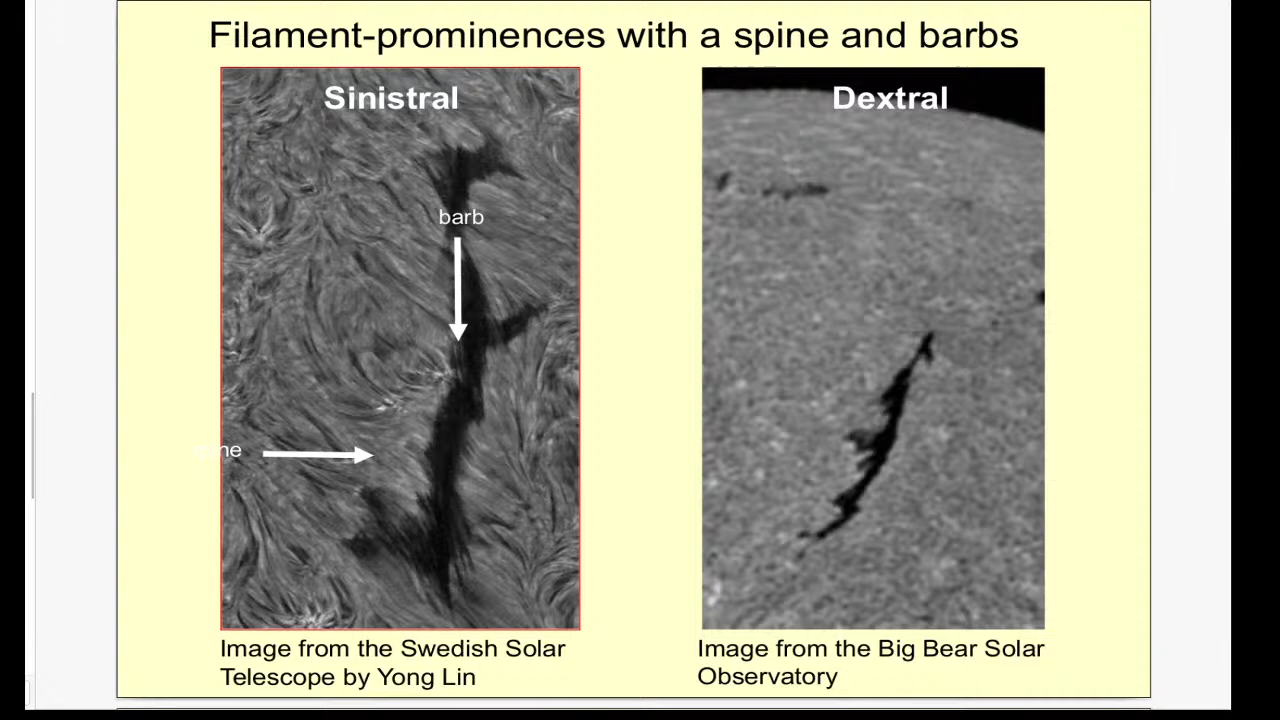 Filament-prominences with a spine and barbs
Sinistral
Dextral
barb
Image from the Swedish Solar
Telescope by Yong Lin
Image from the Big Bear Solar
Observatory